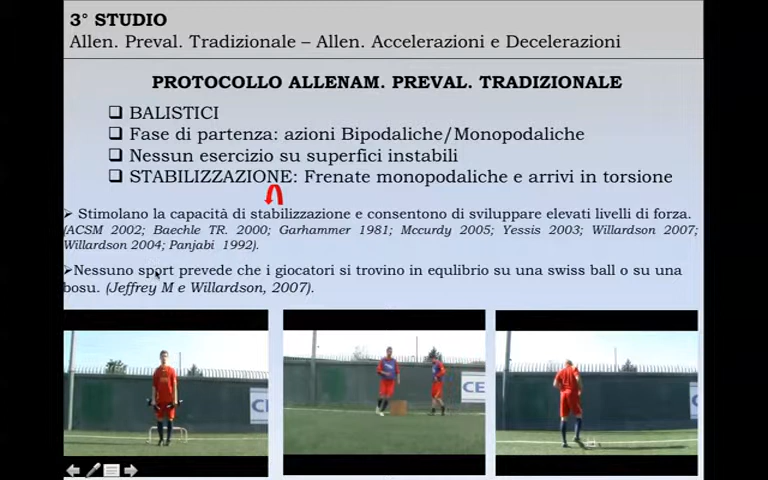 3° STUDIO
Allen. Preval. Tradizionale – Allen. Accelerazioni e Decelerazioni
PROTOCOLLO ALLENAM. PREVAL. TRADIZIONALE
❑ BALISTICI
❑ Fase di partenza: azioni Bipodaliche/Monopodaliche
❑ Nessun esercizio su superfici instabili
❑ STABILIZZAZIONE: Frenate monopodaliche e arrivi in torsione
➢ Stimolano la capacità di stabilizzazione e consentono di sviluppare elevati livelli di forza.
(ACSM 2002; Baechle TR. 2000; Garhammer 1981; Mccurdy 2005; Yessis 2003; Willardson 2007;
Willardson 2004; Panjabi 1992).
➢Nessuno sport prevede che i giocatori si trovino in equlibrio su una swiss ball o su una
bosu. (Jeffrey M e Willardson, 2007).
CE